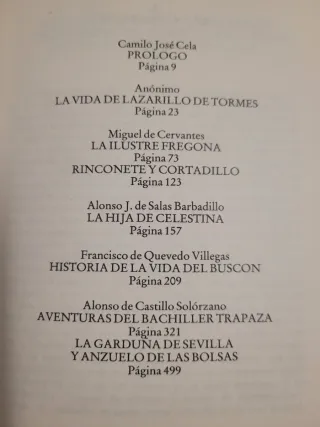 Camilo José Cela
PROLOGO
Página 9
Anónimo
LA VIDA DE LAZARILLO DE TORMES
Página 23
Miguel de Cervantes
LA ILUSTRE FREGONA
Página 73
RINCONETE Y CORTADILLO
Página 123
Alonso J. de Salas Barbadillo
LA HIJA DE CELESTINA
Página 157
Francisco de Quevedo Villegas
HISTORIA DE LA VIDA DEL BUSCON
Página 209
Alonso de Castillo Solórzano
AVENTURAS DEL BACHILLER TRAPAZA
Página 321
LA GARDUÑA DE SEVILLA
Y ANZUELO DE LAS BOLSAS
Página 499